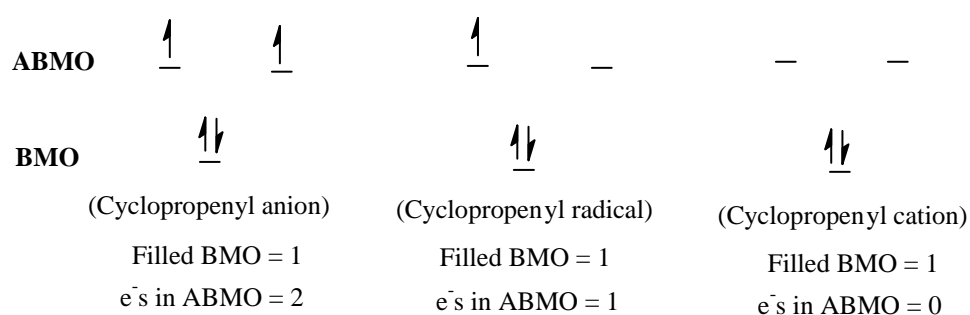 ABMO
BMO
(Cyclopropenyl anion) (Cyclopropenyl radical) (Cyclopropenyl cation)
Filled BMO = 1 Filled BMO = 1 Filled BMO = 1
e⁻s in ABMO = 2 e⁻s in ABMO = 1 e⁻s in ABMO = 0